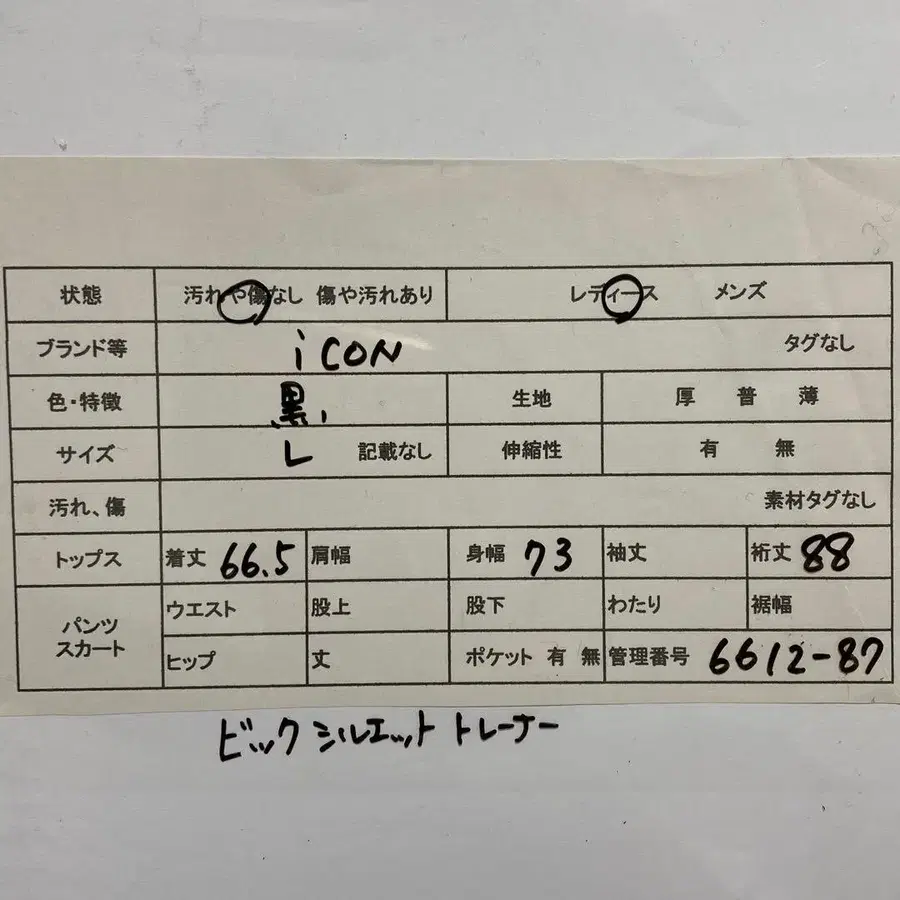 状態 汚れや傷なし 傷や汚れあり レディース メンズ
ブランド等 iCON タグなし
色・特徴 黒 生地 厚 普 薄
サイズ L 記載なし 伸縮性 有 無
汚れ、傷 素材タグなし
トップス 着丈 66.5 肩幅 身幅 73 袖丈 裄丈 88
パンツ スカート ウエスト 股上 股下 わたり 裾幅
ヒップ 丈 ポケット 有 無 管理番号 6612-87
ビックシルエットトレーナー